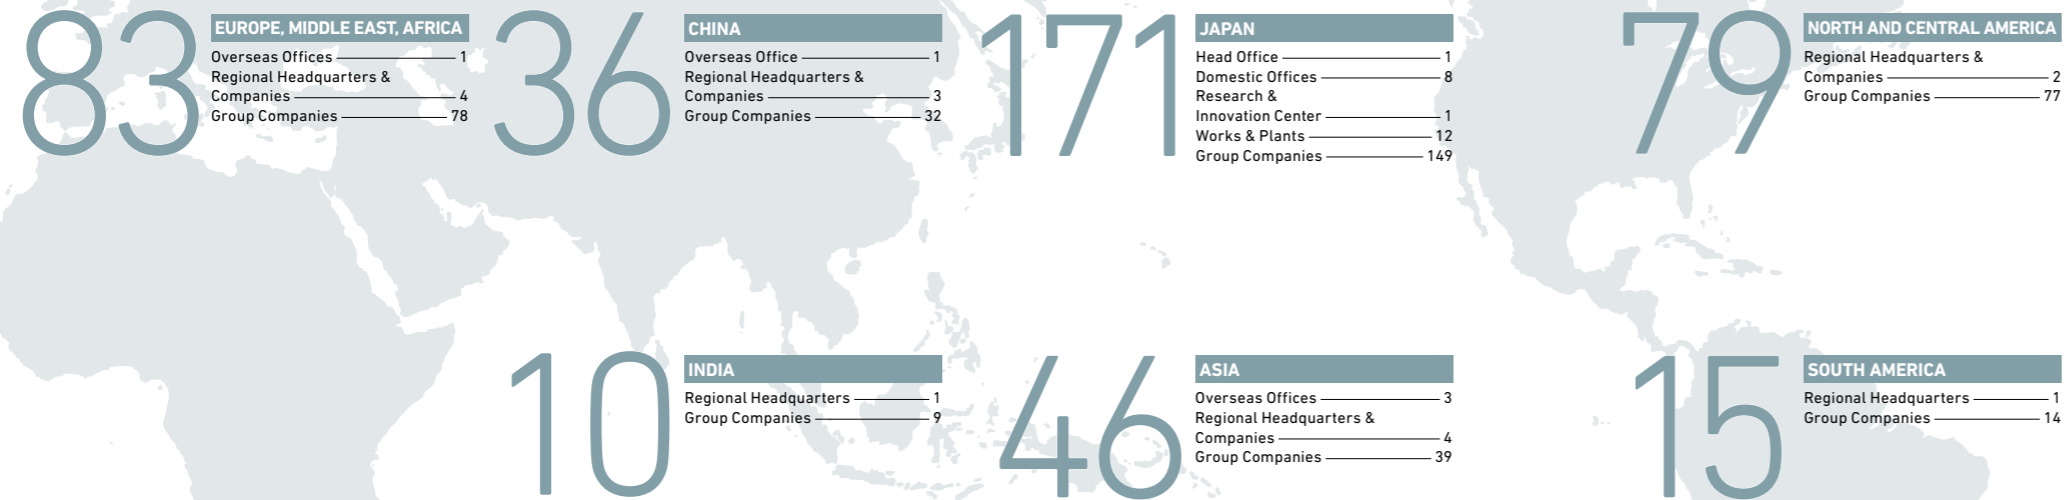 83
EUROPE, MIDDLE EAST, AFRICA
Overseas Offices 1
Regional Headquarters &
Companies 4
Group Companies 78
36
CHINA
Overseas Office 1
Regional Headquarters &
Companies 3
Group Companies 32
171
JAPAN
Head Office 1
Domestic Offices 8
Research &
Innovation Center 1
Works & Plants 12
Group Companies 149
79
NORTH AND CENTRAL AMERICA
Regional Headquarters &
Companies 2
Group Companies 77
10
INDIA
Regional Headquarters 1
Group Companies 9
46
ASIA
Overseas Offices 3
Regional Headquarters &
Companies 4
Group Companies 39
15
SOUTH AMERICA
Regional Headquarters 1
Group Companies 14